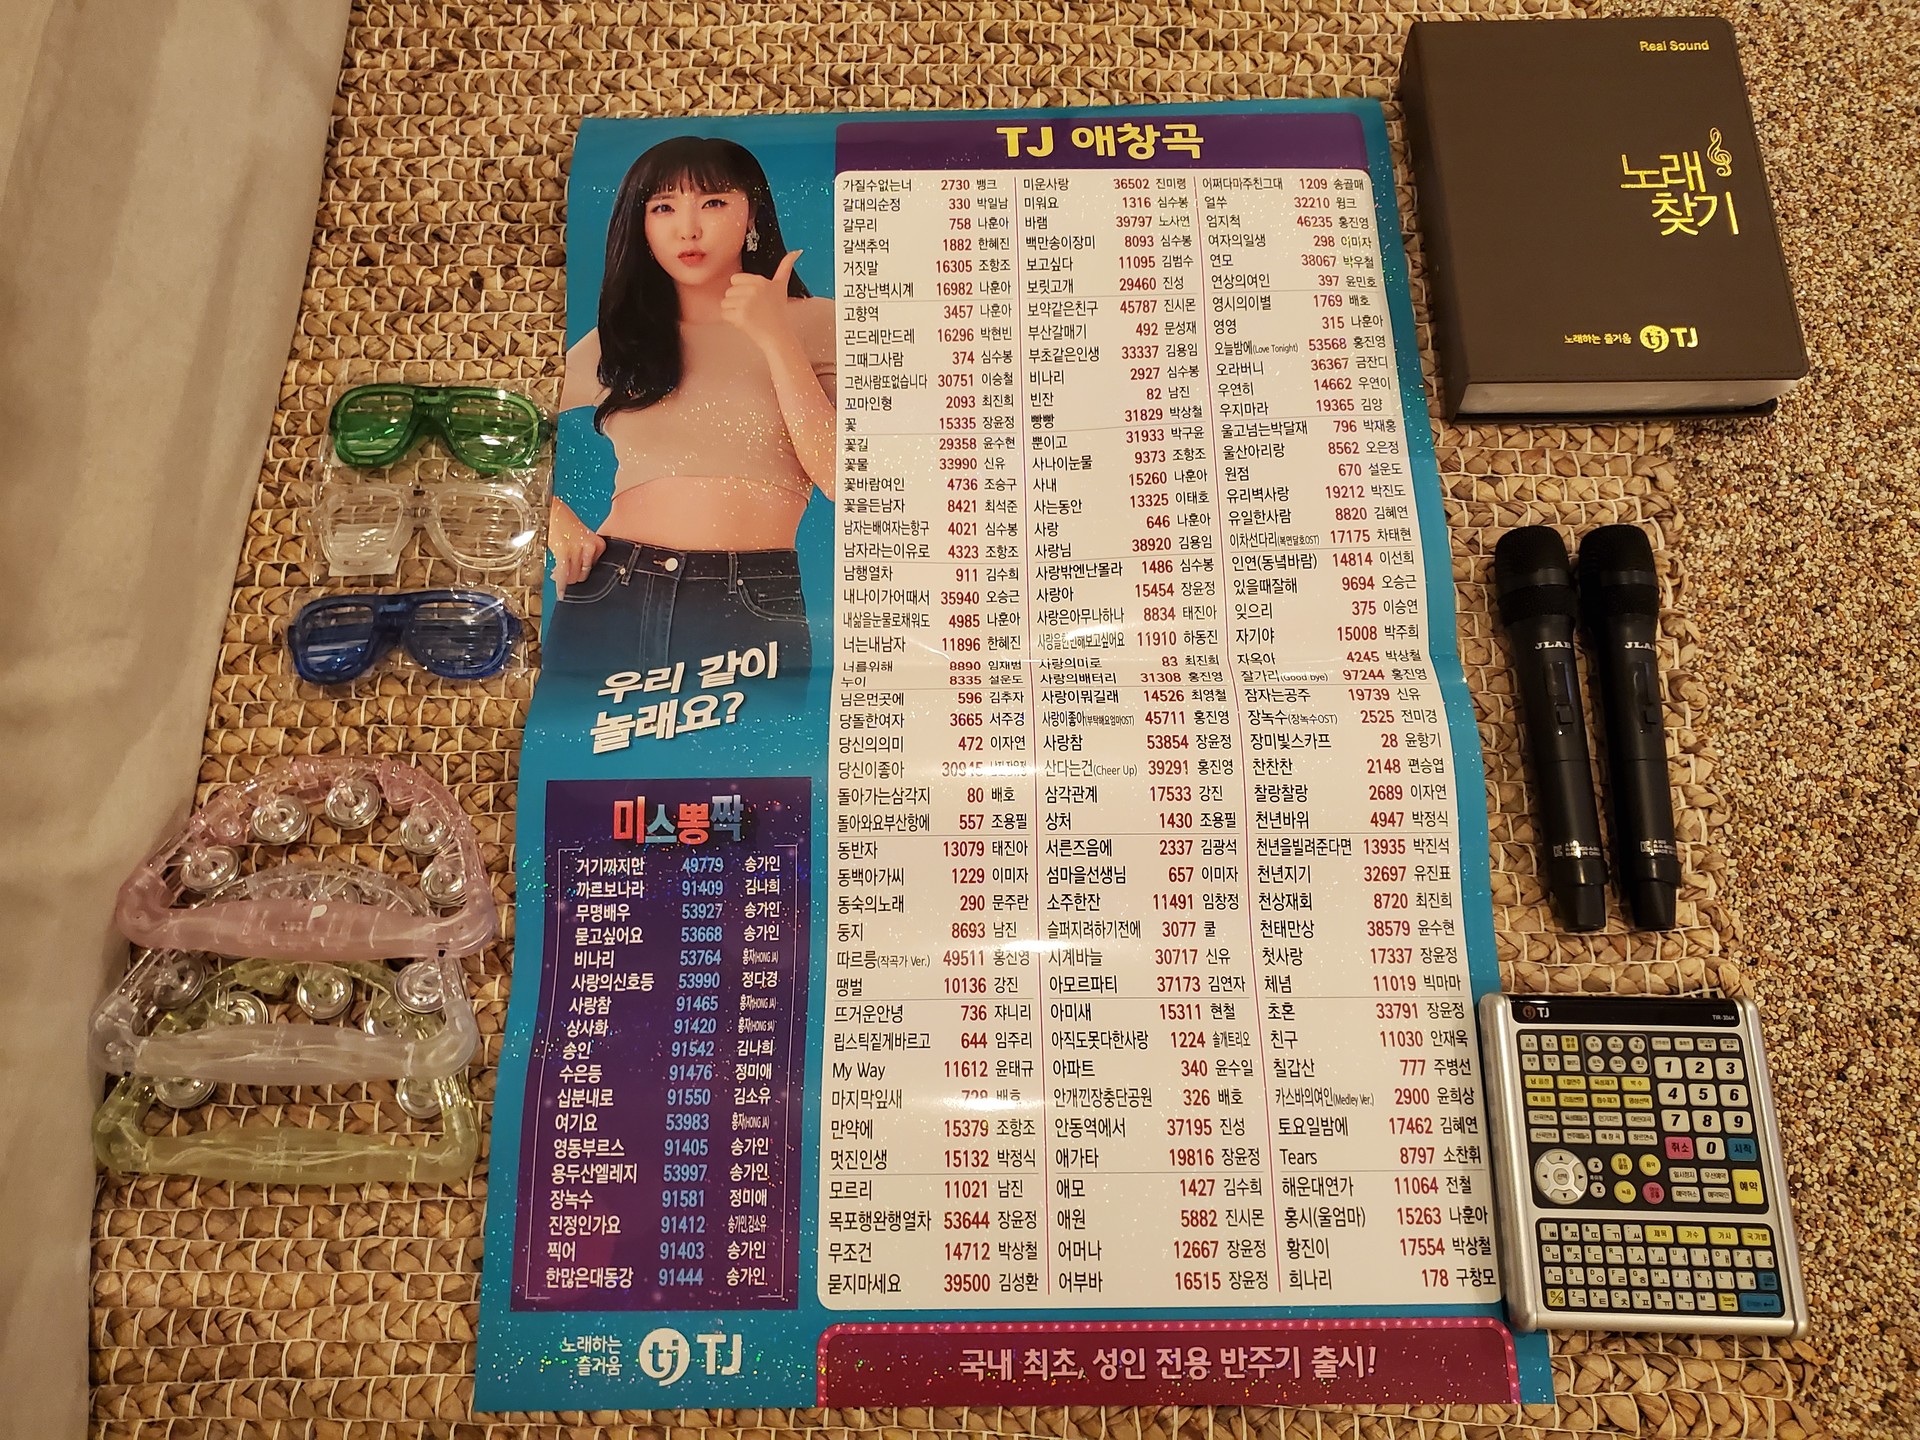 TJ 애창곡
가질수없는너 2730 뱅크
갈대의순정 330 박일남
갈무리 758 나훈아
갈색추억 1882 한혜진
거짓말 16305 조항조
고장난벽시계 16982 나훈아
고향역 3457 나훈아
곤드레만드레 16296 박현빈
그때그사람 374 심수봉
그런사람또없습니다 30751 이승철
꼬마인형 2093 최진희
꽃 15335 장윤정
꽃길 29358 윤수현
꽃물 33990 신유
꽃바람여인 4736 조승구
꽃을든남자 8421 최석준
남자는배여자는항구 4021 심수봉
남자라는이유로 4323 조항조
남행열차 911 김수희
내나이가어때서 35940 오승근
내삶을눈물로채워도 4985 나훈아
너는내남자 11896 한혜진
너를위해 8890 임재범
누이 8335 설운도
님은먼곳에 596 김추자
당돌한여자 3665 서주경
당신의의미 472 이자연
당신이좋아 30945
돌아가는삼각지 80 배호
돌아와요부산항에 557 조용필
동반자 13079 태진아
동백아가씨 1229 이미자
동숙의노래 290 문주란
둥지 8693 남진
따르릉(작곡가 Ver.) 49511 홍진영
땡벌 10136 강진
뜨거운안녕 736 쟈니리
립스틱짙게바르고 644 임주리
My Way 11612 윤태규
마지막잎새 728 배호
만약에 15379 조항조
멋진인생 15132 박정식
모르리 11021 남진
목포행완행열차 53644 장윤정
무조건 14712 박상철
묻지마세요 39500 김성환
미운사랑 36502 진미령
미워요 1316 심수봉
바램 39797 노사연
백만송이장미 8093 심수봉
보고싶다 11095 김범수
보릿고개 29460 진성
보약같은친구 45787 진시몬
부산갈매기 492 문성재
부초같은인생 33337 김용임
비나리 2927 심수봉
빈잔 82 남진
빵빵 31829 박상철
뿐이고 31933 박구윤
사나이눈물 9373 조항조
사내 15260 나훈아
사는동안 13325 이태호
사랑 646 나훈아
사랑님 38920 김용임
사랑밖엔난몰라 1486 심수봉
사랑아 15454 장윤정
사랑은아무나하나 8834 태진아
사랑을한번해보고싶어요 11910 하동진
사랑의미로 83 최진희
사랑의배터리 31308 홍진영
사랑이뭐길래 14526 최영철
사랑이좋아(부탁해요엄마OST) 45711 홍진영
사랑참 53854 장윤정
산다는건(Cheer Up) 39291 홍진영
삼각관계 17533 강진
상처 1430 조용필
서른즈음에 2337 김광석
섬마을선생님 657 이미자
소주한잔 11491 임창정
슬퍼지려하기전에 3077 쿨
시계바늘 30717 신유
아모르파티 37173 김연자
아미새 15311 현철
아직도못다한사랑 1224 솔개트리오
아파트 340 윤수일
안개낀장충단공원 326 배호
안동역에서 37195 진성
애가타 19816 장윤정
애모 1427 김수희
애원 5882 진시몬
어머나 12667 장윤정
어부바 16515 장윤정
어쩌다마주친그대 1209 송골매
얼쑤 32210 윙크
엄지척 46235 홍진영
여자의일생 298 이미자
연모 38067 박우철
연상의여인 397 윤민호
영시의이별 1769 배호
영영 315 나훈아
오늘밤에(Love Tonight) 53568 홍진영
오라버니 36367 금잔디
우연히 14662 우연이
우지마라 19365 김양
울고넘는박달재 796 박재홍
울산아리랑 8562 오은정
원점 670 설운도
유리벽사랑 19212 박진도
유일한사람 8820 김혜연
이차선다리(복면달호OST) 17175 차태현
인연(동녘바람) 14814 이선희
있을때잘해 9694 오승근
잊으리 375 이승연
자기야 15008 박주희
자옥아 4245 박상철
잘가라(Good bye) 97244 홍진영
잠자는공주 19739 신유
장녹수(장녹수OST) 2525 전미경
장미빛스카프 28 윤항기
찬찬찬 2148 편승엽
찰랑찰랑 2689 이자연
천년바위 4947 박정식
천년을빌려준다면 13935 박진석
천년지기 32697 유진표
천상재회 8720 최진희
천태만상 38579 윤수현
첫사랑 17337 장윤정
체념 11019 빅마마
초혼 33791 장윤정
친구 11030 안재욱
칠갑산 777 주병선
카스바의여인(Medley Ver.) 2900 윤희상
토요일밤에 17462 김혜연
Tears 8797 소찬휘
해운대연가 11064 전철
홍시(울엄마) 15263 나훈아
황진이 17554 박상철
희나리 178 구창모
우리 같이
놀래요?
미스뽕짝
거기까지만 49779 송가인
까르보나라 91409 김나희
무명배우 53927 송가인
묻고싶어요 53668 송가인
비나리 53764 홍자(HONG JA)
사랑의신호등 53990 정다경
사랑참 91465 홍자(HONG JA)
상사화 91420 홍자(HONG JA)
송인 91542 김나희
수은등 91476 정미애
십분내로 91550 김소유
여기요 53983 홍자(HONG JA)
영동부르스 91405 송가인
용두산엘레지 53997 송가인
장녹수 91581 정미애
진정인가요 91412 송가인,김소유
찍어 91403 송가인
한많은대동강 91444 송가인
노래하는
즐거움
tj TJ
국내 최초, 성인 전용 반주기 출시!
Real Sound
노래
찾기
노래하는 즐거움 tj TJ
JLAB
JLAB
TJ
1 2 3
4 5 6
7 8 9
취소 0 시작
예약
제목 가수 가사 국가별